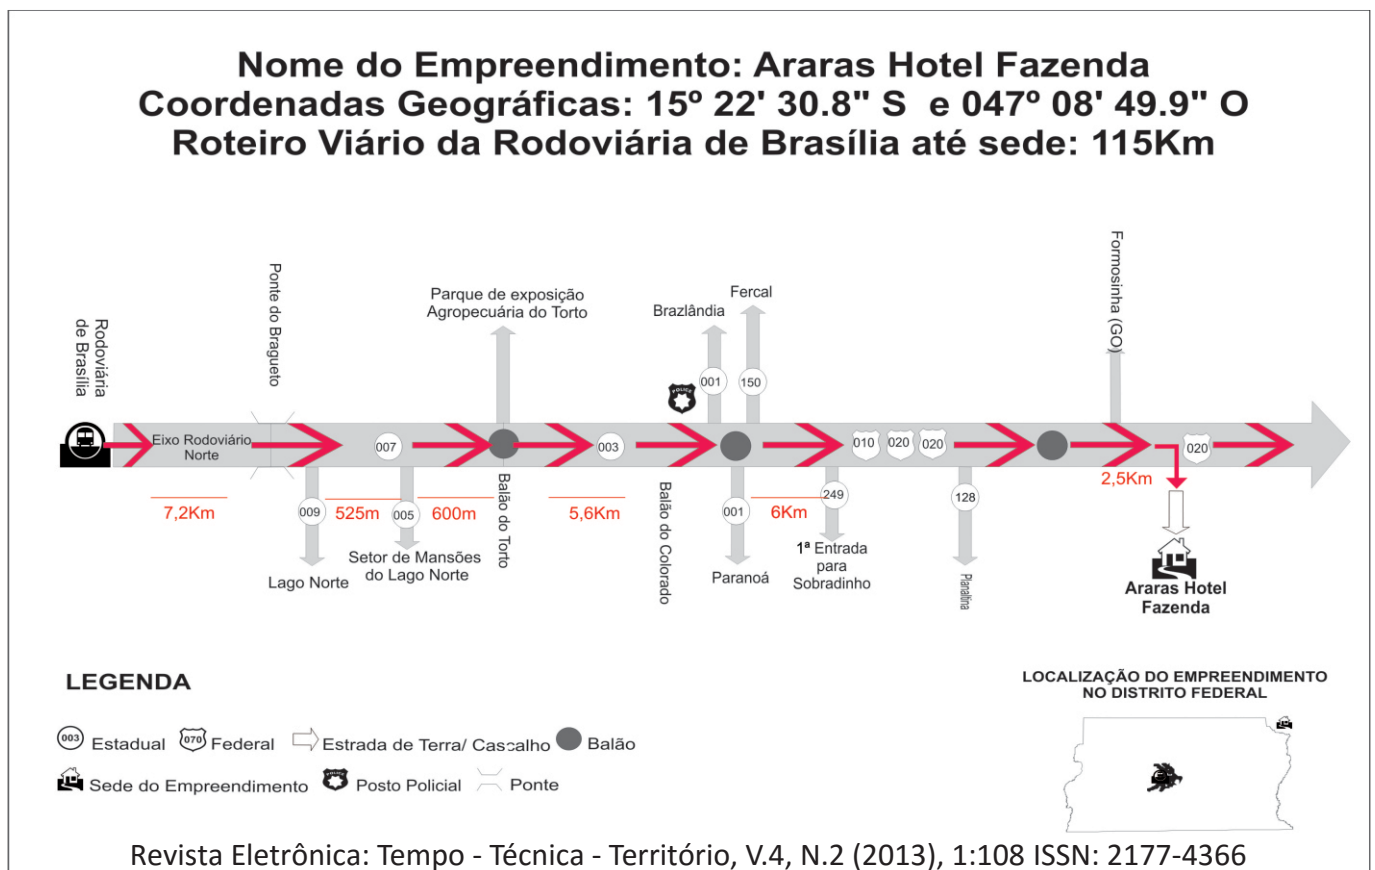 Nome do Empreendimento: Araras Hotel Fazenda
Coordenadas Geográficas: 15º 22' 30.8" S e 047º 08' 49.9" O
Roteiro Viário da Rodoviária de Brasília até sede: 115Km
Rodoviária
de Brasília
Ponte do Bragueto
Parque de exposição
Agropecuária do Torto
Brazlândia
Fercal
Formosinha (GO)
POLICE
001
150
Eixo Rodoviário
Norte
007
003
010
020
020
020
7,2Km
009
525m
005
600m
Balão do Torto
5,6Km
Balão do Colorado
001
6Km
249
128
2,5Km
Lago Norte
Setor de Mansões
do Lago Norte
Paranoá
1ª Entrada
para
Sobradinho
Planaltina
Araras Hotel
Fazenda
LEGENDA
003 Estadual
070 Federal
Estrada de Terra/ Cascalho
Balão
Sede do Empreendimento
POLICE
Posto Policial
Ponte
LOCALIZAÇÃO DO EMPREENDIMENTO
NO DISTRITO FEDERAL
Revista Eletrônica: Tempo - Técnica - Território, V.4, N.2 (2013), 1:108 ISSN: 2177-4366